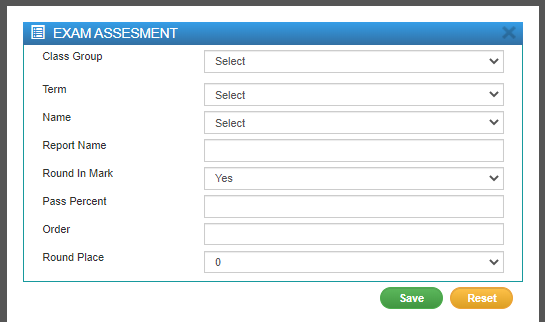 EXAM ASSESMENT
Class Group Select
Term Select
Name Select
Report Name
Round In Mark Yes
Pass Percent
Order
Round Place 0
Save Reset